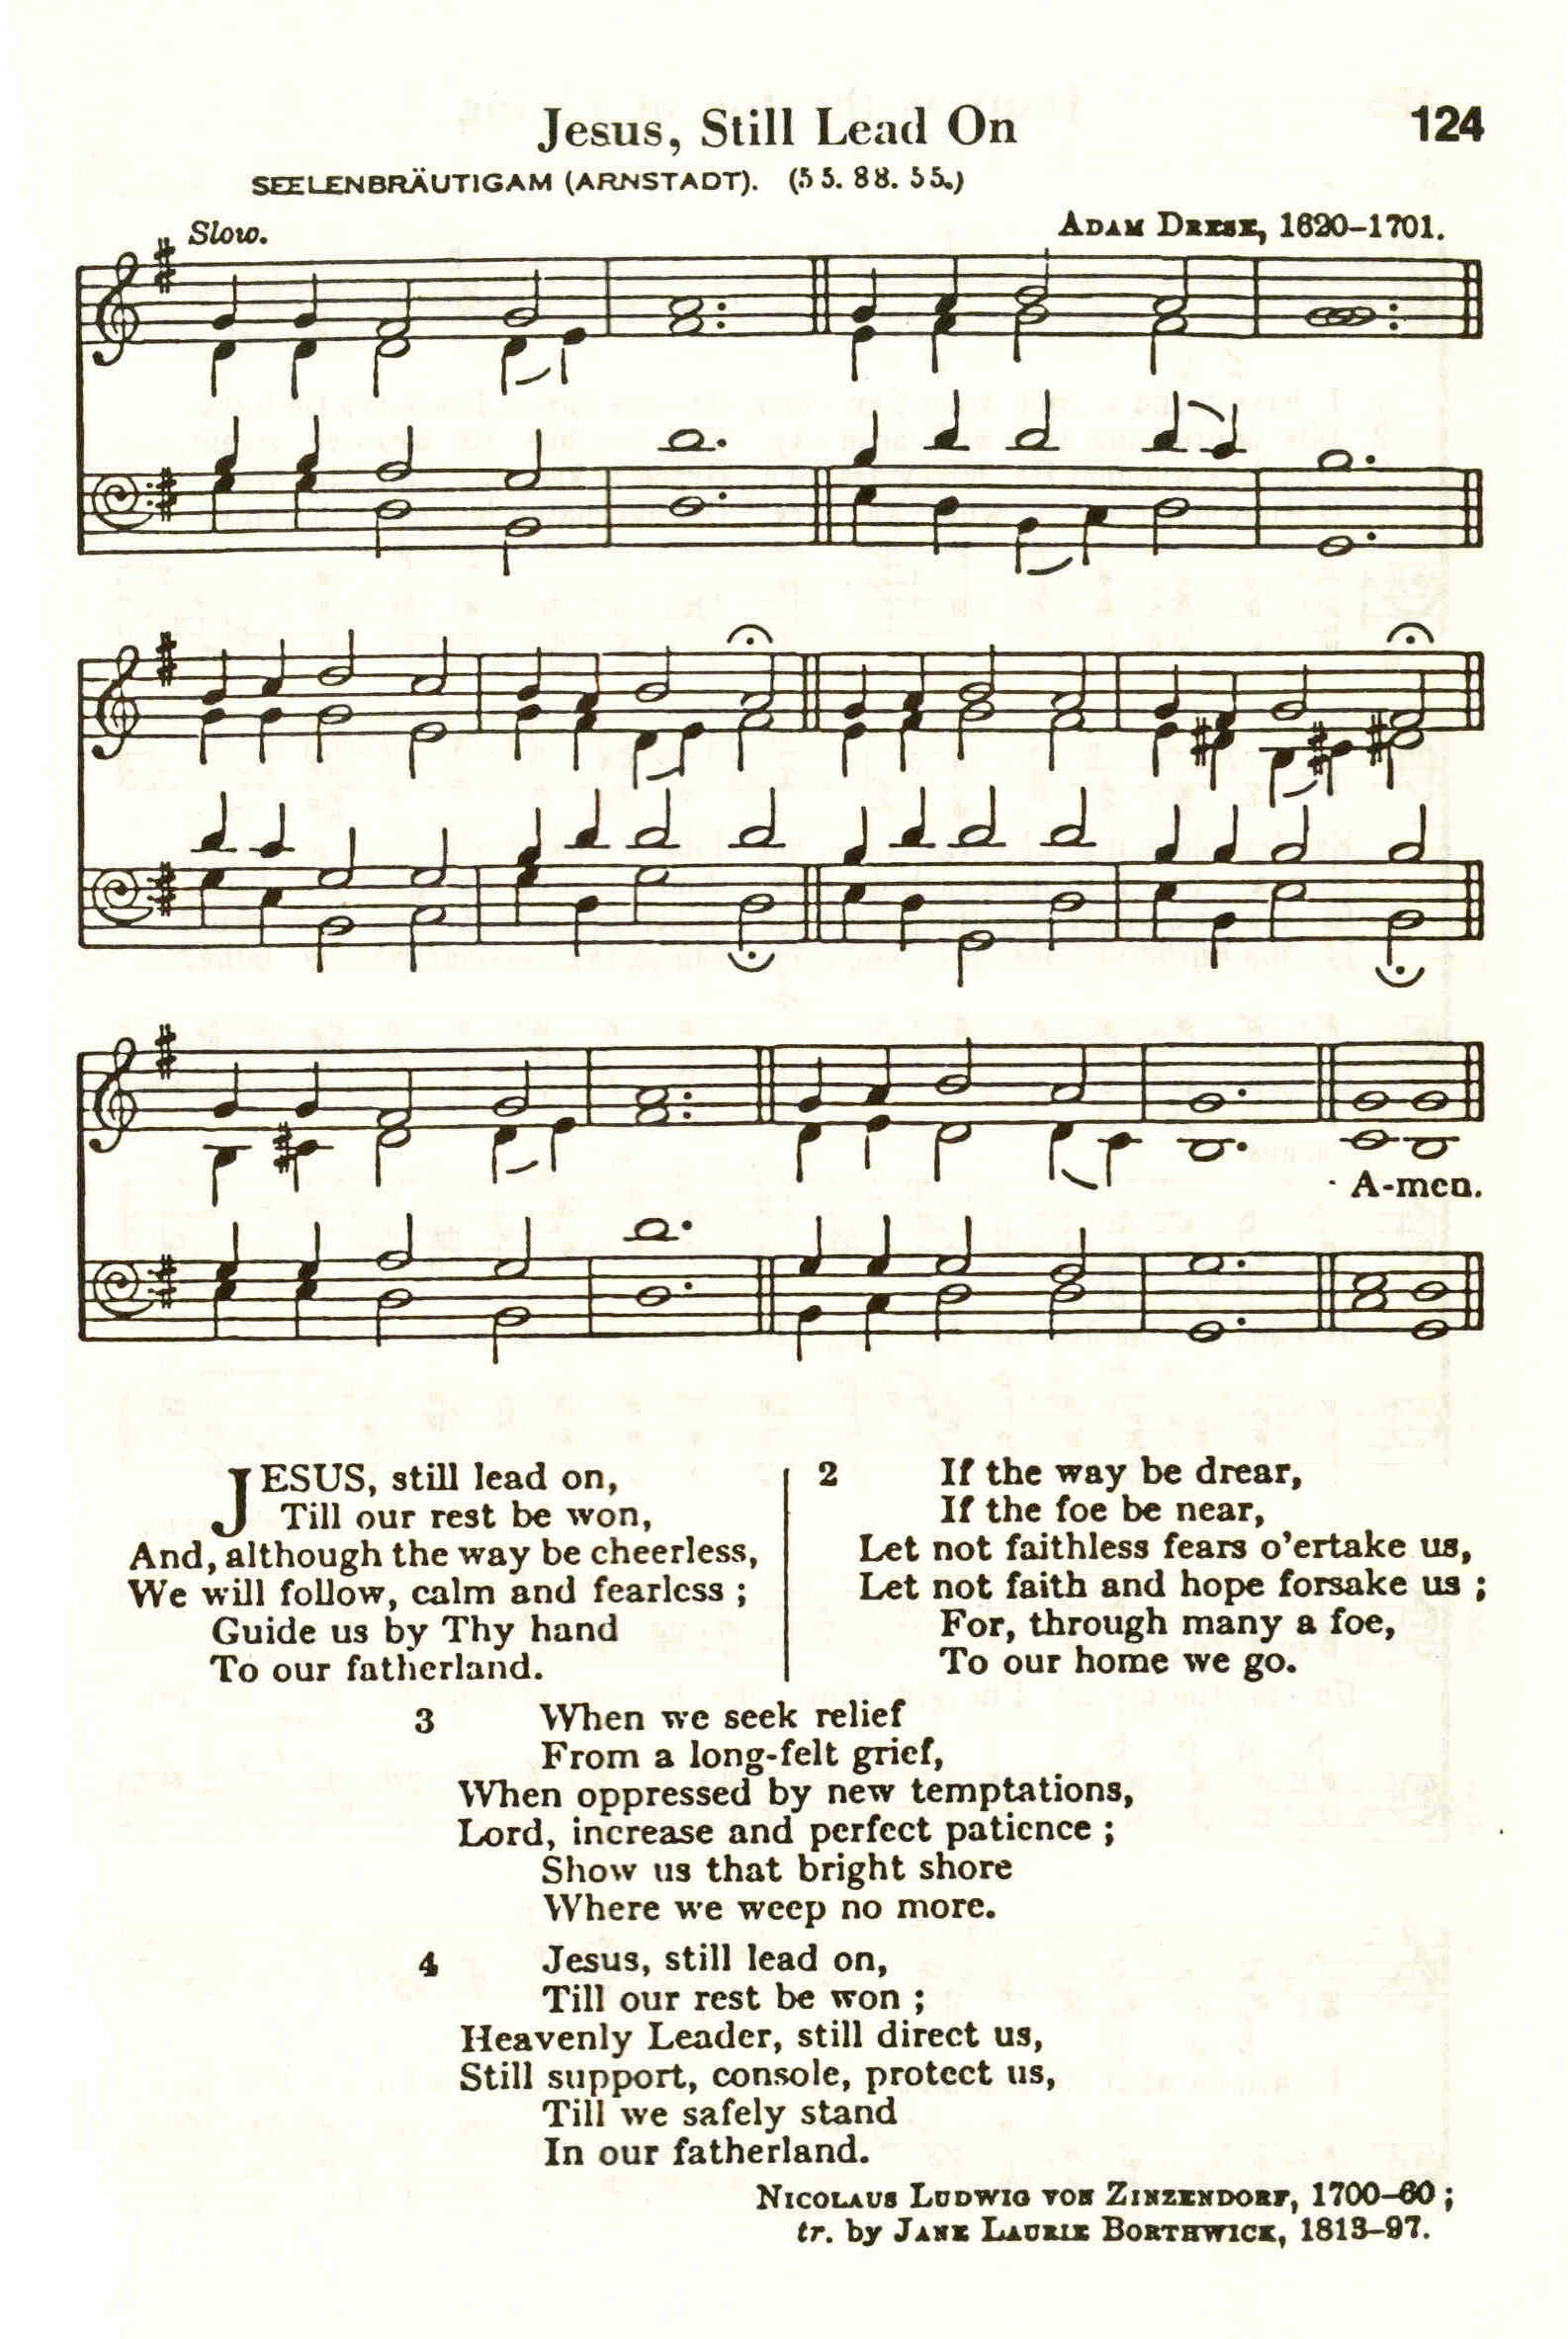 Jesus, Still Lead On
124
SEELENBRÄUTIGAM (ARNSTADT). (55. 88. 55.)
Slow.
ADAM DRESE, 1620–1701.
A-men.
JESUS, still lead on,
Till our rest be won,
And, although the way be cheerless,
We will follow, calm and fearless ;
Guide us by Thy hand
To our fatherland.
2 If the way be drear,
If the foe be near,
Let not faithless fears o'ertake us,
Let not faith and hope forsake us ;
For, through many a foe,
To our home we go.
3 When we seek relief
From a long-felt grief,
When oppressed by new temptations,
Lord, increase and perfect patience ;
Show us that bright shore
Where we weep no more.
4 Jesus, still lead on,
Till our rest be won ;
Heavenly Leader, still direct us,
Still support, console, protect us,
Till we safely stand
In our fatherland.
NICOLAUS LUDWIG VON ZINZENDORF, 1700–60 ;
tr. by JANE LAURIE BORTHWICK, 1813–97.